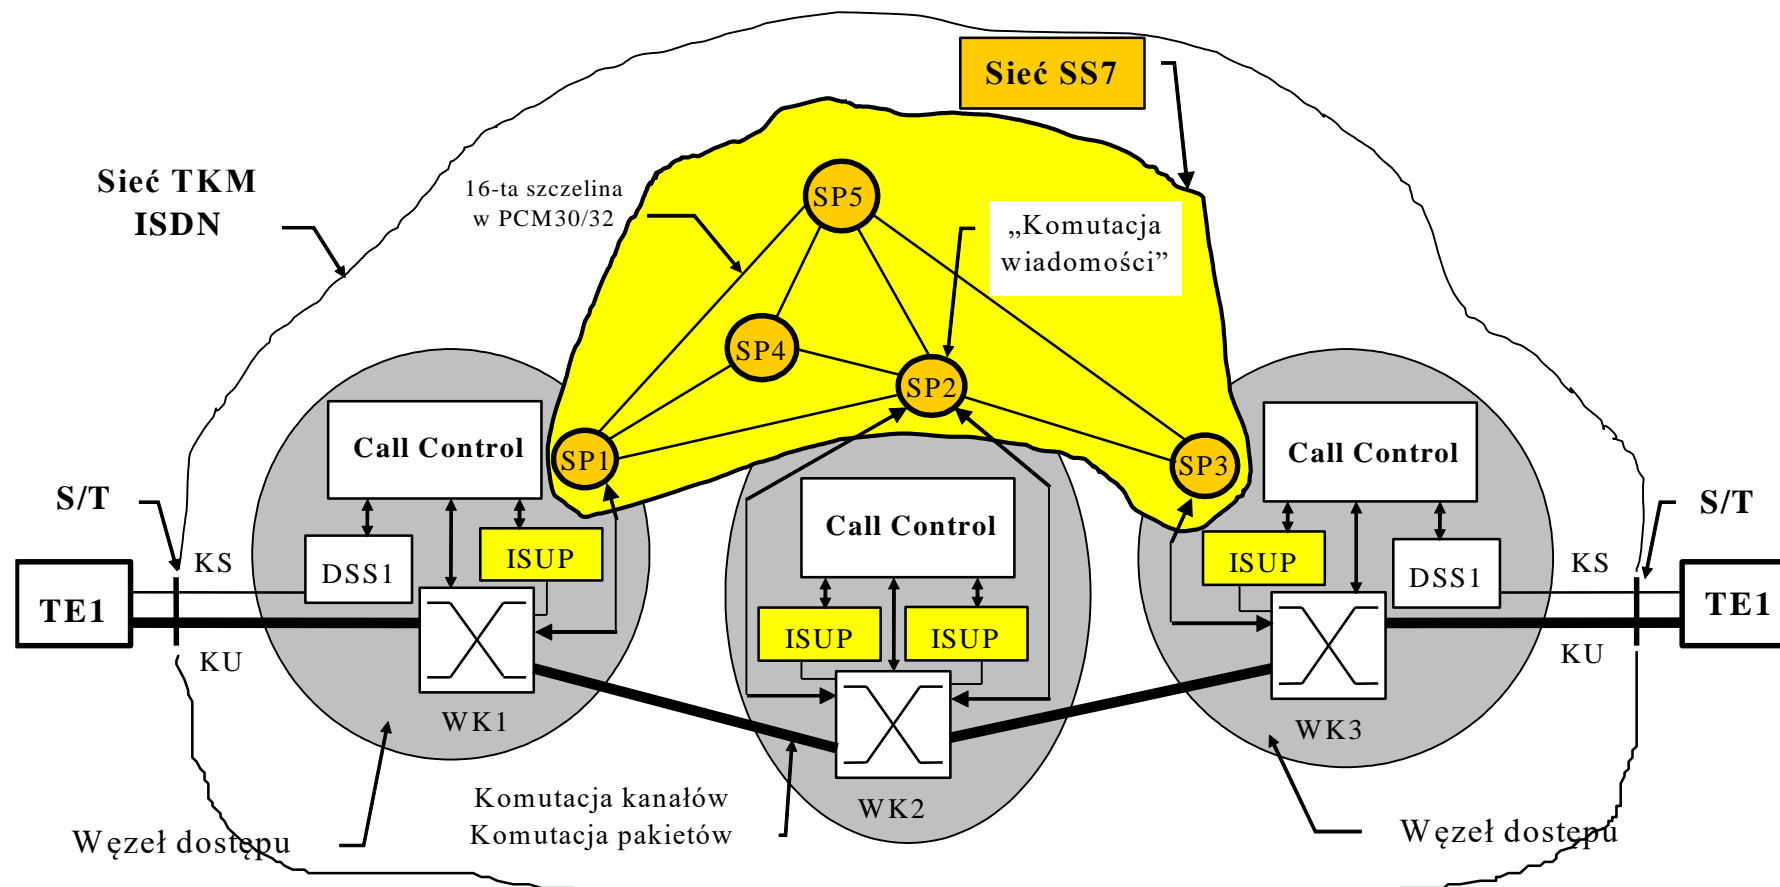 Sieć SS7
Sieć TKM
ISDN
16-ta szczelina
w PCM30/32
SP5
„Komutacja
wiadomości”
SP4
SP2
SP1
SP3
Call Control
Call Control
Call Control
S/T
S/T
KS
DSS1
ISUP
ISUP
DSS1
KS
TE1
TE1
ISUP
ISUP
KU
KU
WK1
WK2
WK3
Komutacja kanałów
Komutacja pakietów
Węzeł dostępu
Węzeł dostępu